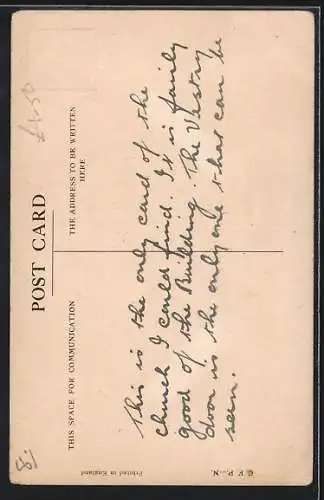 £1.50
POST CARD
THIS SPACE FOR COMMUNICATION
THE ADDRESS TO BE WRITTEN
HERE
This is the only card of the
church I could find. It is fairly
good of the Building. The Vestry
door is the only one that can be
seen.
Printed in England